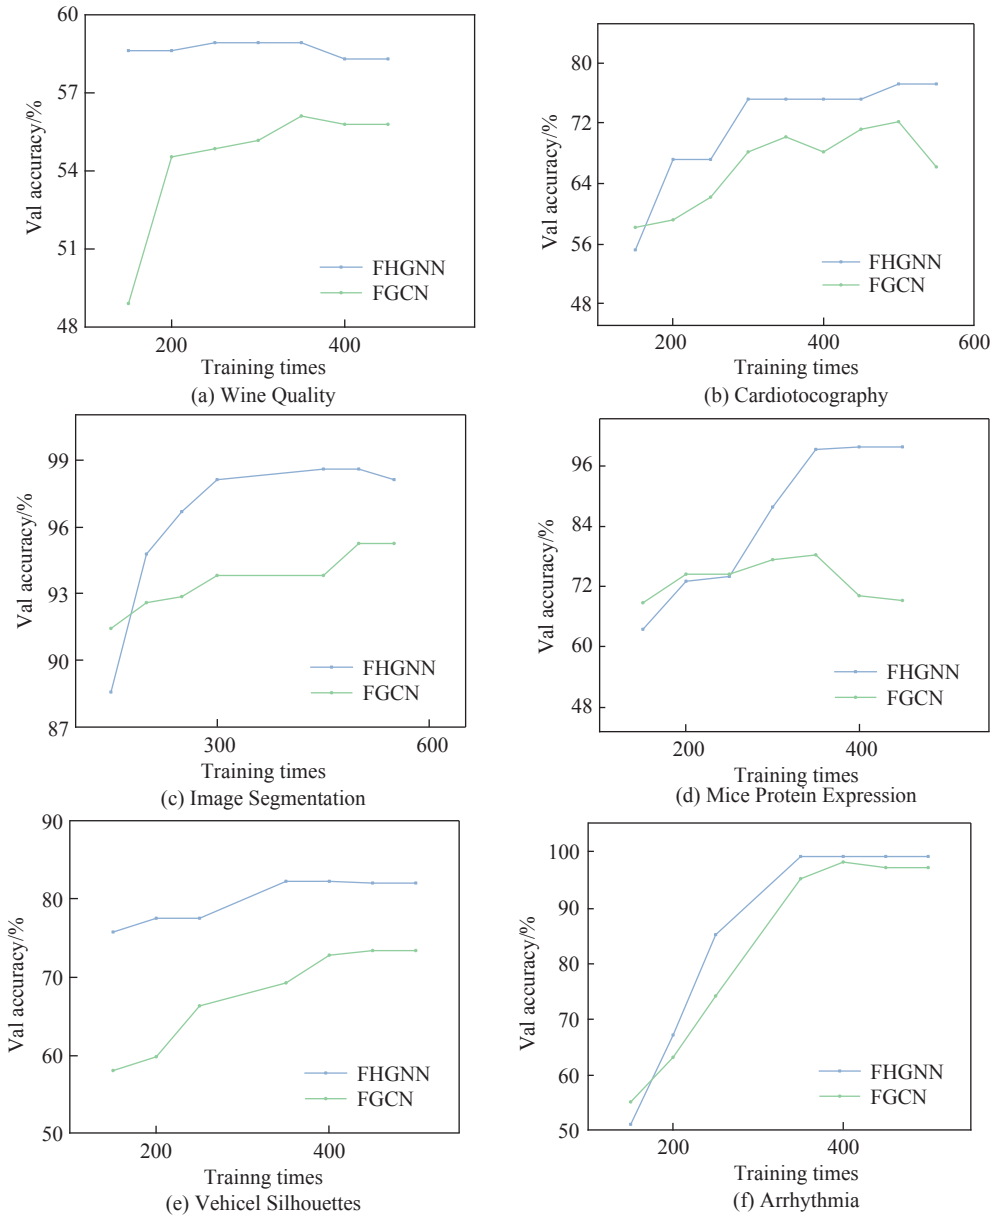 60
57
54
51
48
Val accuracy/%
FHGNN
FGCN
200
400
Training times
(a) Wine Quality
80
72
64
56
48
Val accuracy/%
FHGNN
FGCN
200
400
600
Training times
(b) Cardiotocography
99
96
93
90
87
Val accuracy/%
FHGNN
FGCN
300
600
Training times
(c) Image Segmentation
96
84
72
60
48
Val accuracy/%
FHGNN
FGCN
200
400
Training times
(d) Mice Protein Expression
90
80
70
60
50
Val accuracy/%
FHGNN
FGCN
200
400
Trainng times
(e) Vehicel Silhouettes
100
90
80
70
60
50
Val accuracy/%
FHGNN
FGCN
200
400
Training times
(f) Arrhythmia